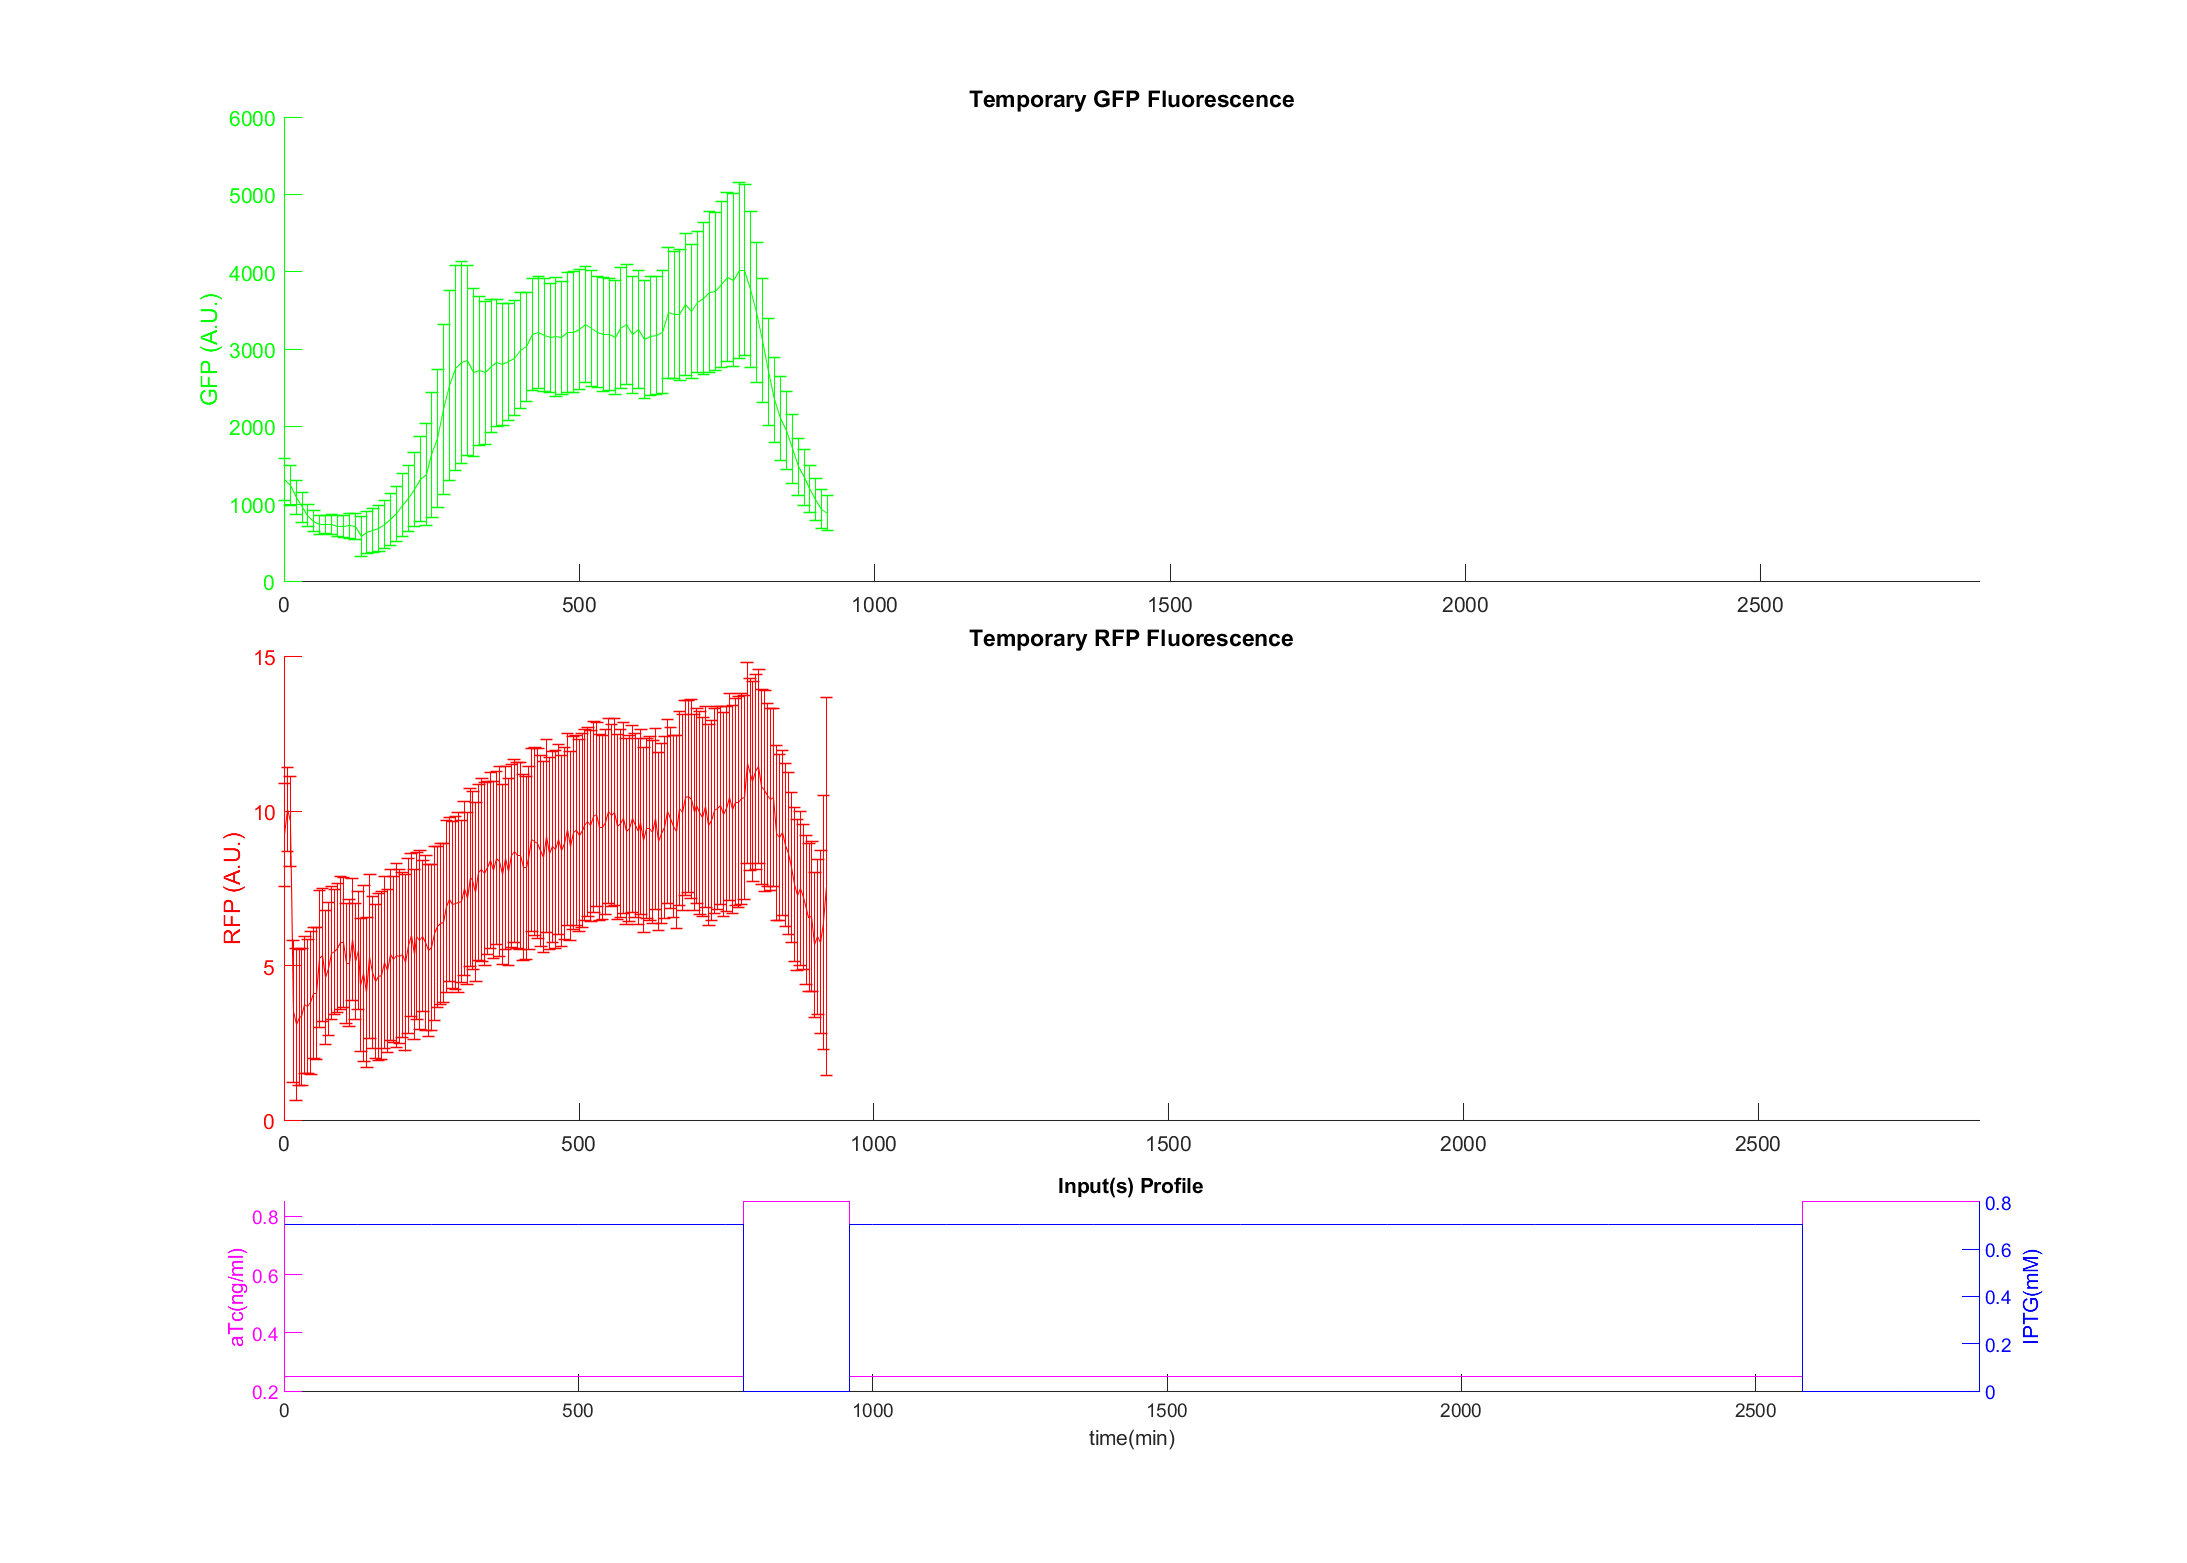 Temporary GFP Fluorescence
6000
5000
4000
3000
2000
1000
0
GFP (A.U.)
0 500 1000 1500 2000 2500
Temporary RFP Fluorescence
15
10
5
0
RFP (A.U.)
0 500 1000 1500 2000 2500
Input(s) Profile
0.8
0.6
0.4
0.2
aTc(ng/ml)
0.8
0.6
0.4
0.2
0
IPTG(mM)
0 500 1000 1500 2000 2500
time(min)